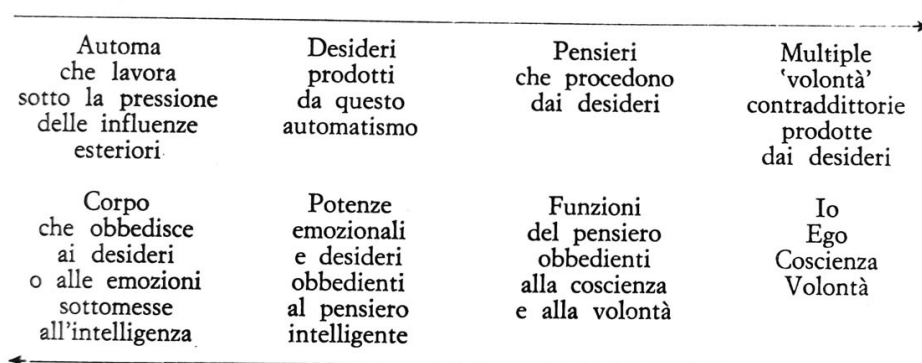 Automa
che lavora
sotto la pressione
delle influenze
esteriori
Desideri
prodotti
da questo
automatismo
Pensieri
che procedono
dai desideri
Multiple
‘volontà’
contraddittorie
prodotte
dai desideri
Corpo
che obbedisce
ai desideri
o alle emozioni
sottomesse
all'intelligenza
Potenze
emozionali
e desideri
obbedienti
al pensiero
intelligente
Funzioni
del pensiero
obbedienti
alla coscienza
e alla volontà
Io
Ego
Coscienza
Volontà